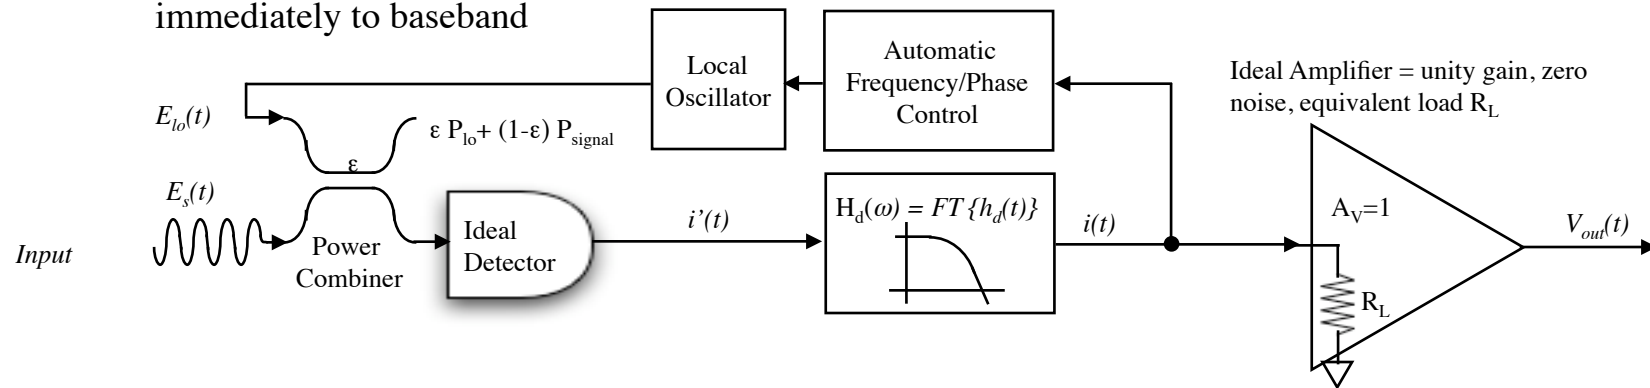 immediately to baseband
Local
Oscillator
Automatic
Frequency/Phase
Control
Ideal Amplifier = unity gain, zero
noise, equivalent load R_L
E_lo(t)
ε P_lo+ (1-ε) P_signal
ε
E_s(t)
Input
Power
Combiner
Ideal
Detector
i’(t)
H_d(ω) = FT{h_d(t)}
i(t)
A_V=1
R_L
V_out(t)